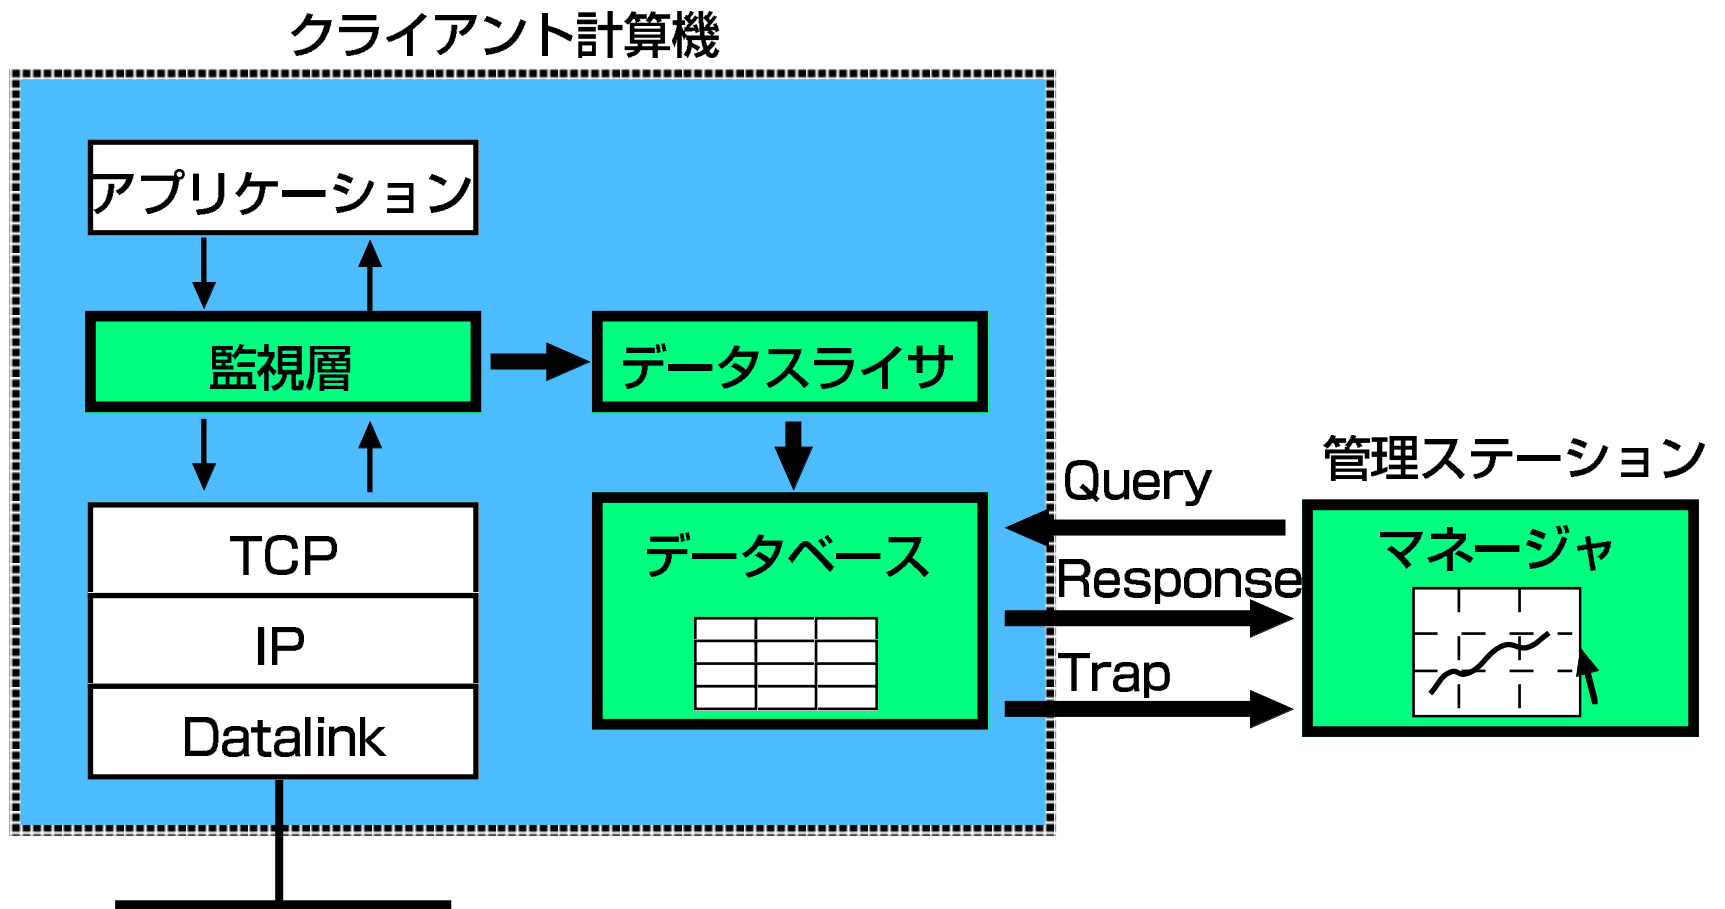 クライアント計算機
アプリケーション
監視層
データスライサ
TCP
IP
Datalink
データベース
Query
Response
Trap
管理ステーション
マネージャ